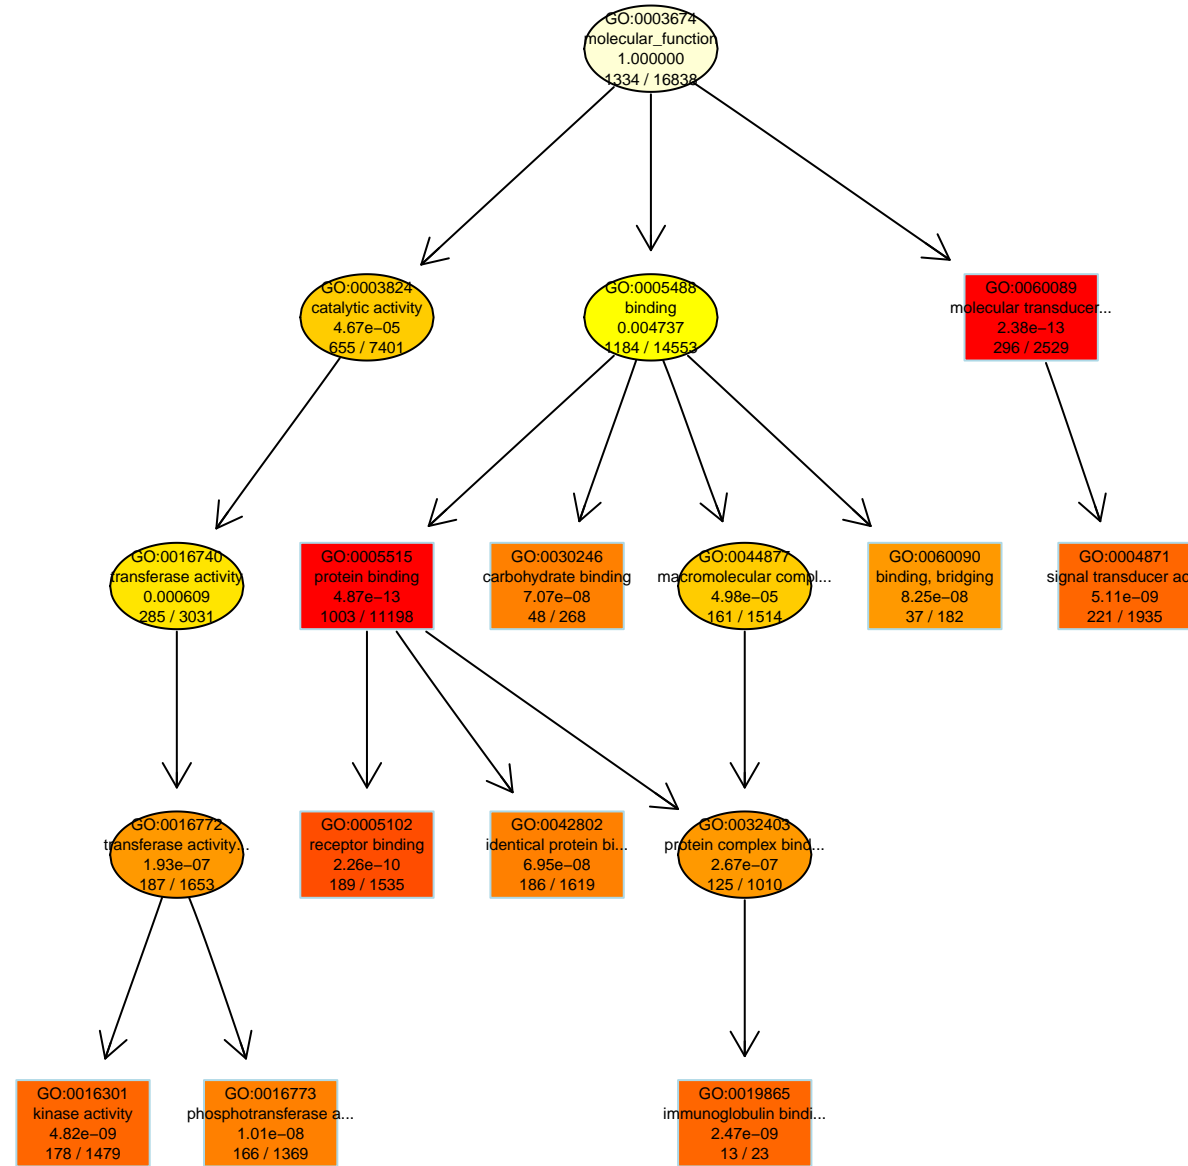 GO:0003674
molecular_function
1.000000
1334 / 16838
GO:0003824
catalytic activity
4.67e−05
655 / 7401
GO:0005488
binding
0.004737
1184 / 14553
GO:0060089
molecular transducer...
2.38e−13
296 / 2529
GO:0016740
transferase activity
0.000609
285 / 3031
GO:0005515
protein binding
4.87e−13
1003 / 11198
GO:0030246
carbohydrate binding
7.07e−08
48 / 268
GO:0044877
macromolecular compl...
4.98e−05
161 / 1514
GO:0060090
binding, bridging
8.25e−08
37 / 182
GO:0004871
signal transducer ac
5.11e−09
221 / 1935
GO:0016772
transferase activity...
1.93e−07
187 / 1653
GO:0005102
receptor binding
2.26e−10
189 / 1535
GO:0042802
identical protein bi...
6.95e−08
186 / 1619
GO:0032403
protein complex bind...
2.67e−07
125 / 1010
GO:0016301
kinase activity
4.82e−09
178 / 1479
GO:0016773
phosphotransferase a...
1.01e−08
166 / 1369
GO:0019865
immunoglobulin bindi...
2.47e−09
13 / 23